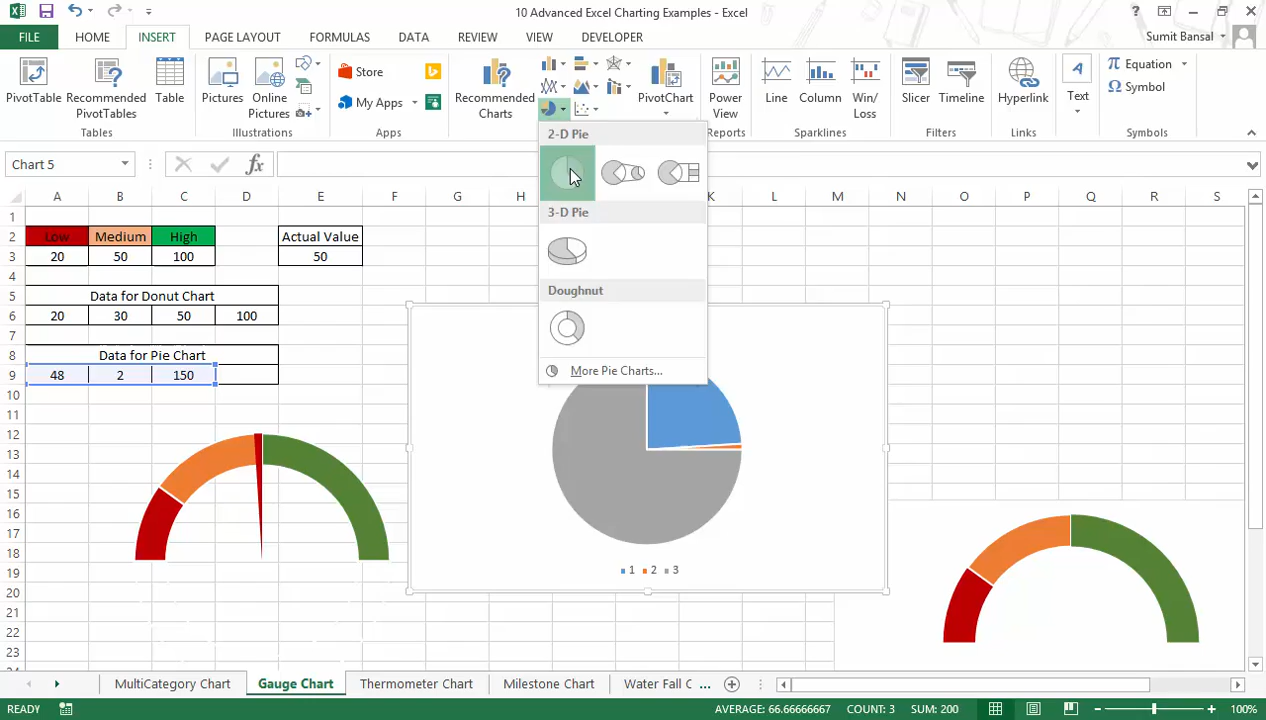 10 Advanced Excel Charting Examples - Excel
?
FILE HOME INSERT PAGE LAYOUT FORMULAS DATA REVIEW VIEW DEVELOPER Sumit Bansal
PivotTable Recommended PivotTables Table Pictures Online Pictures Store My Apps Recommended Charts PivotChart Power View Line Column Win/Loss Slicer Timeline Hyperlink A Text π Equation Ω Symbol
Tables Illustrations Reports Sparklines Filters Links Symbols
2-D Pie
3-D Pie
Doughnut
More Pie Charts...
Chart 5 fx
A B C D E F G H K L M N O P Q R S
1
2 Low Medium High Actual Value
3 20 50 100 50
4
5 Data for Donut Chart
6 20 30 50 100
7
8 Data for Pie Chart
9 48 2 150
10
11
12
13
14
15
16
17
18
19
20
21
22
23
1 2 3
MultiCategory Chart Gauge Chart Thermometer Chart Milestone Chart Water Fall C ...
READY AVERAGE: 66.66666667 COUNT: 3 SUM: 200 100%